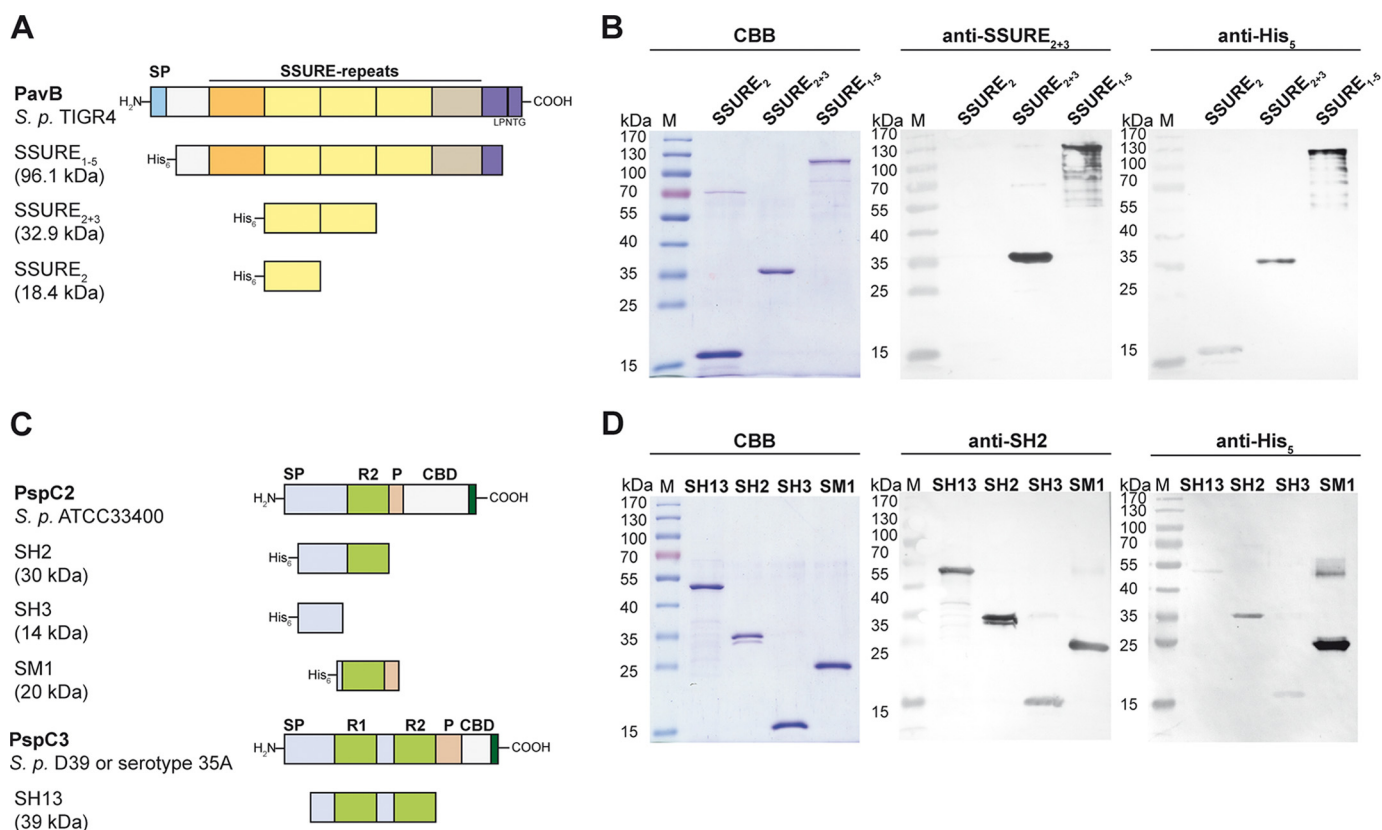 A
SP SSURE-repeats
PavB
S. p. TIGR4
H₂N COOH
LPNTG
SSURE₁₋₅
(96.1 kDa)
His₆
SSURE₂₊₃
(32.9 kDa)
His₆
SSURE₂
(18.4 kDa)
His₆
B
CBB anti-SSURE₂₊₃ anti-His₅
kDa M SSURE₂ SSURE₂₊₃ SSURE₁₋₅
170
130
100
70
55
40
35
25
15
kDa M SSURE₂ SSURE₂₊₃ SSURE₁₋₅
170
130
100
70
55
40
35
25
15
kDa M SSURE₂ SSURE₂₊₃ SSURE₁₋₅
170
130
100
70
55
40
35
25
15
C
SP R2 P CBD
PspC2
S. p. ATCC33400
H₂N COOH
SH2
(30 kDa)
His₆
SH3
(14 kDa)
His₆
SM1
(20 kDa)
His₆
SP R1 R2 P CBD
PspC3
S. p. D39 or serotype 35A
H₂N COOH
SH13
(39 kDa)
D
CBB anti-SH2 anti-His₅
kDa M SH13 SH2 SH3 SM1
170
130
100
70
55
40
35
25
15
kDa M SH13 SH2 SH3 SM1
170
130
100
70
55
40
35
25
15
kDa M SH13 SH2 SH3 SM1
170
130
100
70
55
40
35
25
15